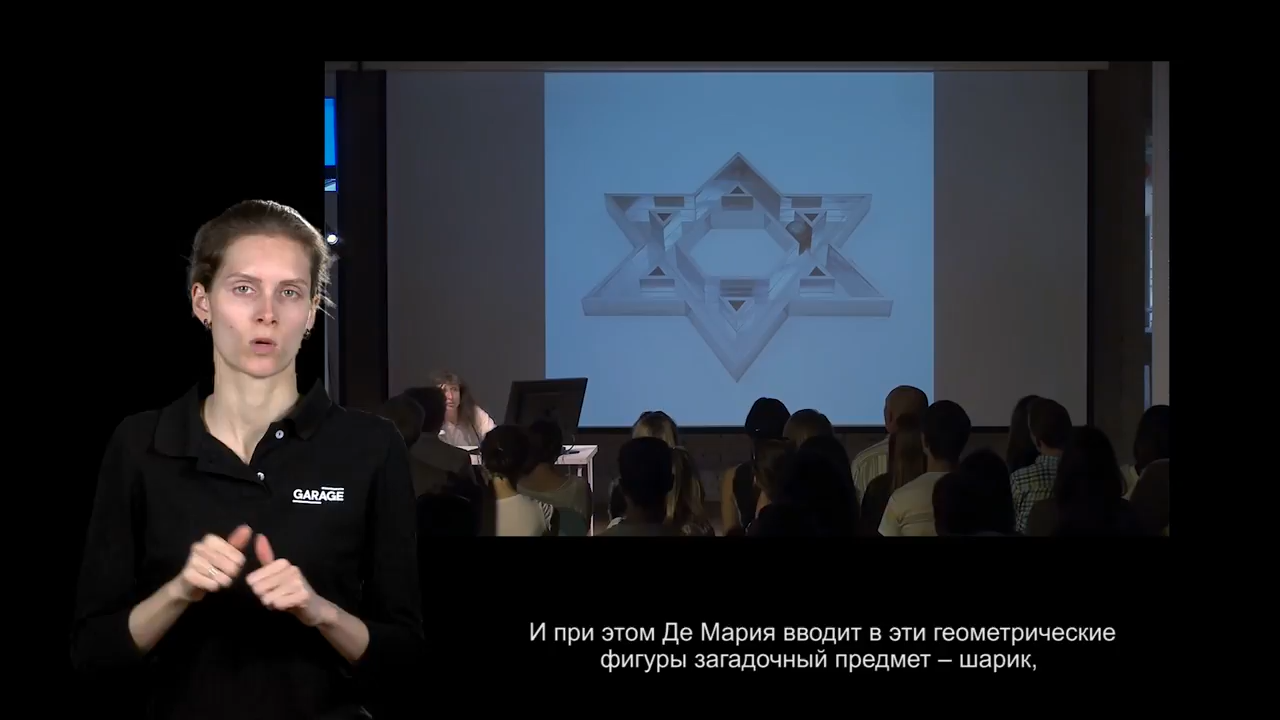 GARAGE
И при этом Де Мария вводит в эти геометрические
фигуры загадочный предмет – шарик,